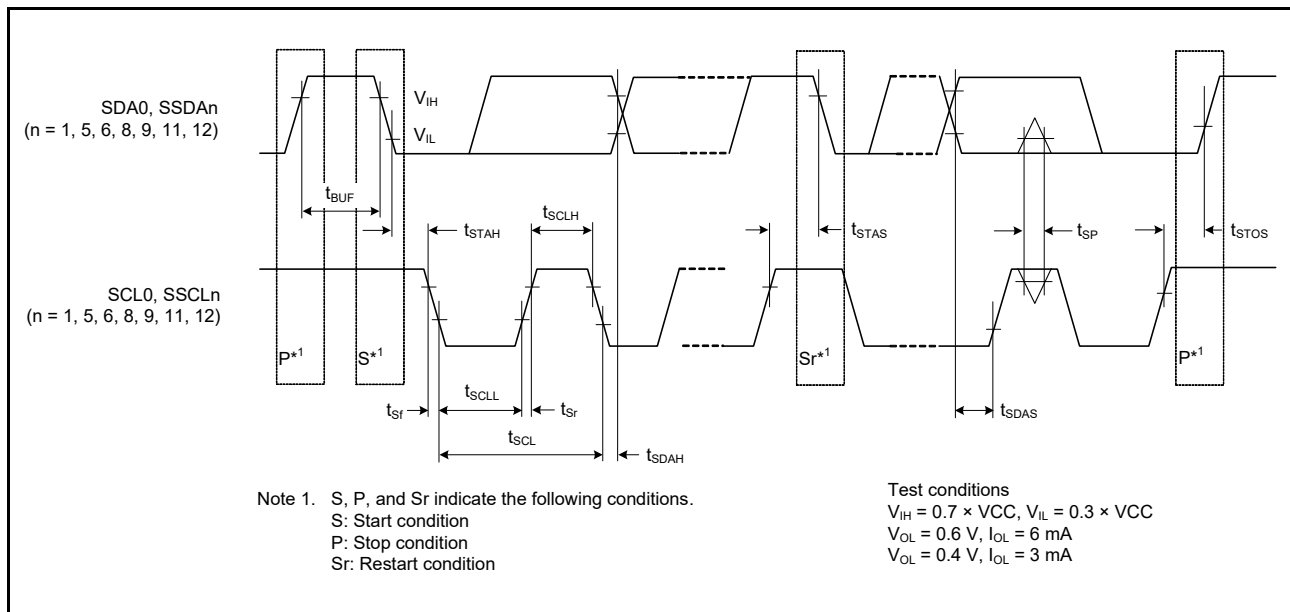 SDA0, SSDAn
(n = 1, 5, 6, 8, 9, 11, 12)
VIH
VIL
tBUF
tSTAH
tSCLH
tSTAS
tSP
tSTOS
SCL0, SSCLn
(n = 1, 5, 6, 8, 9, 11, 12)
P*1
S*1
Sr*1
P*1
tSf
tSCLL
tSr
tSDAS
tSCL
tSDAH
Note 1. S, P, and Sr indicate the following conditions.
S: Start condition
P: Stop condition
Sr: Restart condition
Test conditions
VIH = 0.7 × VCC, VIL = 0.3 × VCC
VOL = 0.6 V, IOL = 6 mA
VOL = 0.4 V, IOL = 3 mA